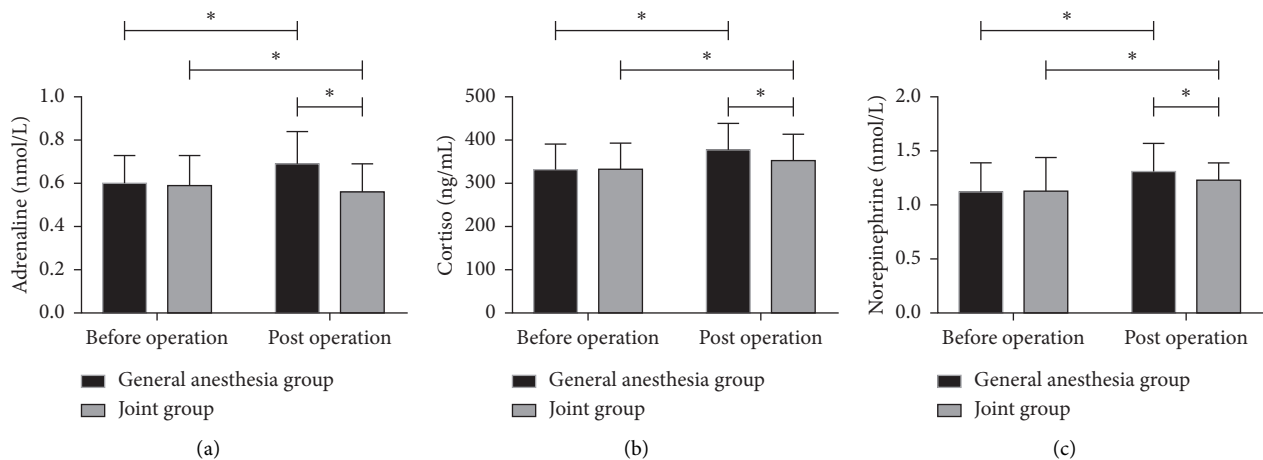 *
*
*
1.0
0.8
0.6
0.4
0.6
0.0
Adrenaline (nmol/L)
Before operation
Post operation
General anesthesia group
Joint group
(a)
*
*
*
500
400
300
200
100
0
Cortiso (ng/mL)
Before operation
Post operation
General anesthesia group
Joint group
(b)
*
*
*
2.0
1.5
1.0
0.5
0.0
Norepinephrine (nmol/L)
Before operation
Post operation
General anesthesia group
Joint group
(c)